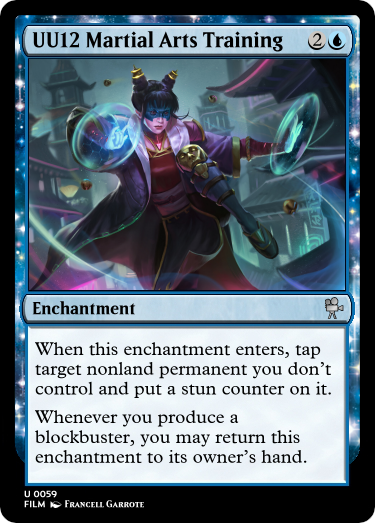 UU12 Martial Arts Training 2
Enchantment
When this enchantment enters, tap
target nonland permanent you don't
control and put a stun counter on it.
Whenever you produce a
blockbuster, you may return this
enchantment to its owner's hand.
U 0059
FILM Francell Garrote